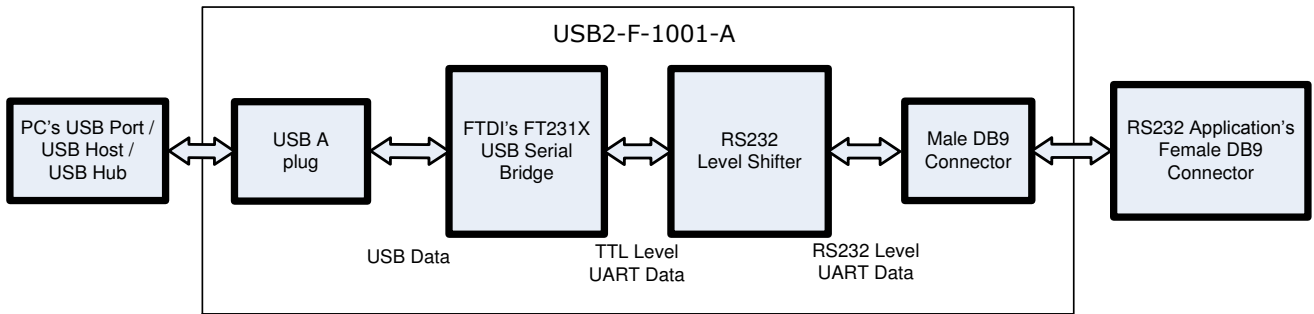 USB2-F-1001-A
PC's USB Port /
USB Host /
USB Hub
USB A
plug
FTDI's FT231X
USB Serial
Bridge
RS232
Level Shifter
Male DB9
Connector
RS232 Application's
Female DB9
Connector
USB Data
TTL Level
UART Data
RS232 Level
UART Data